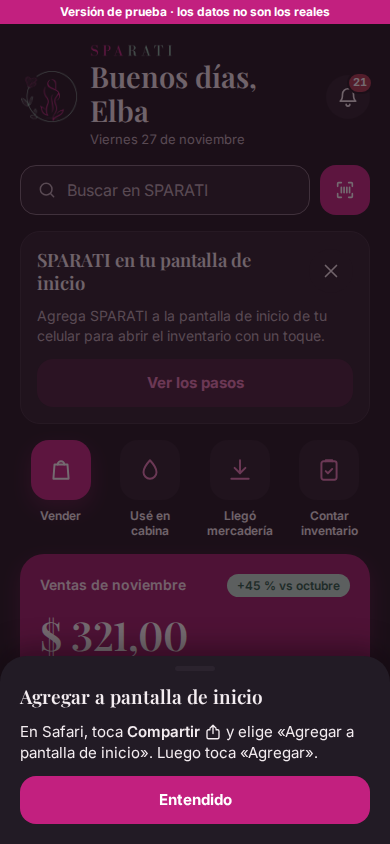 Versión de prueba · los datos no son los reales
SPARATI
Buenos días,
Elba
Viernes 27 de noviembre
21
Buscar en SPARATI
SPARATI en tu pantalla de
inicio
Agrega SPARATI a la pantalla de inicio de tu
celular para abrir el inventario con un toque.
Ver los pasos
Vender
Usé en
cabina
Llegó
mercadería
Contar
inventario
Ventas de noviembre
+45 % vs octubre
$ 321,00
Agregar a pantalla de inicio
En Safari, toca Compartir y elige «Agregar a
pantalla de inicio». Luego toca «Agregar».
Entendido